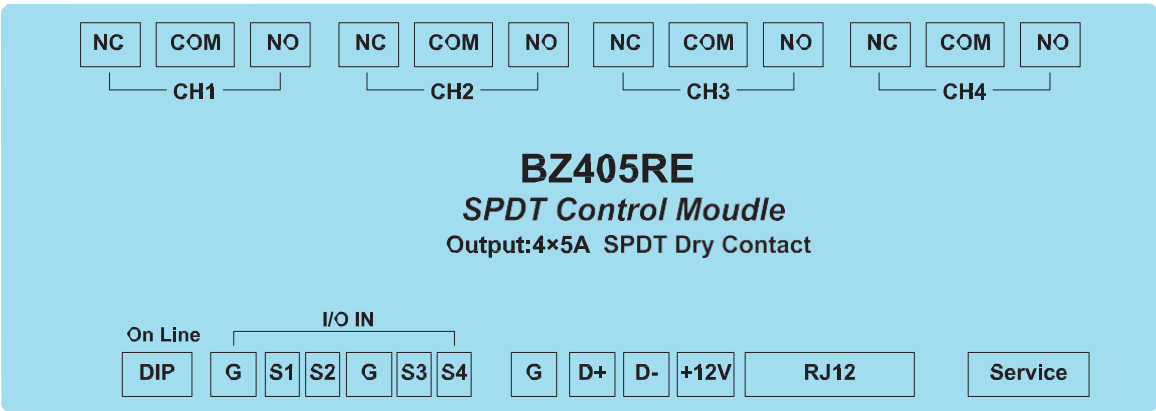 NC COM NO NC COM NO NC COM NO NC COM NO
CH1 CH2 CH3 CH4
BZ405RE
SPDT Control Moudle
Output:4×5A SPDT Dry Contact
I/O IN
On Line
DIP G S1 S2 G S3 S4 G D+ D- +12V RJ12 Service